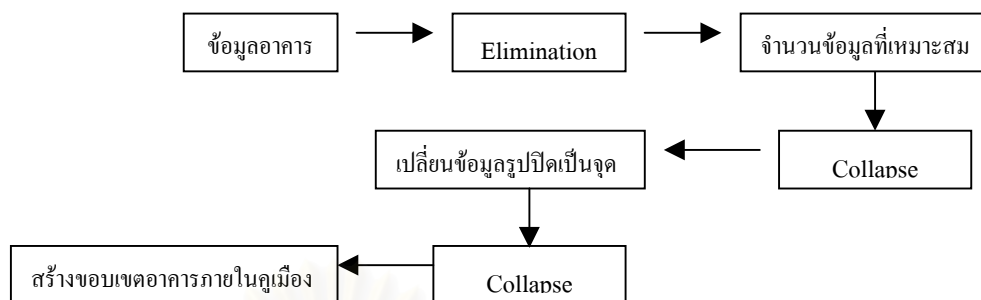 ข้อมูลอาคาร
Elimination
จำนวนข้อมูลที่เหมาะสม
Collapse
เปลี่ยนข้อมูลรูปปิดเป็นจุด
Collapse
สร้างขอบเขตอาคารภายในคูเมือง